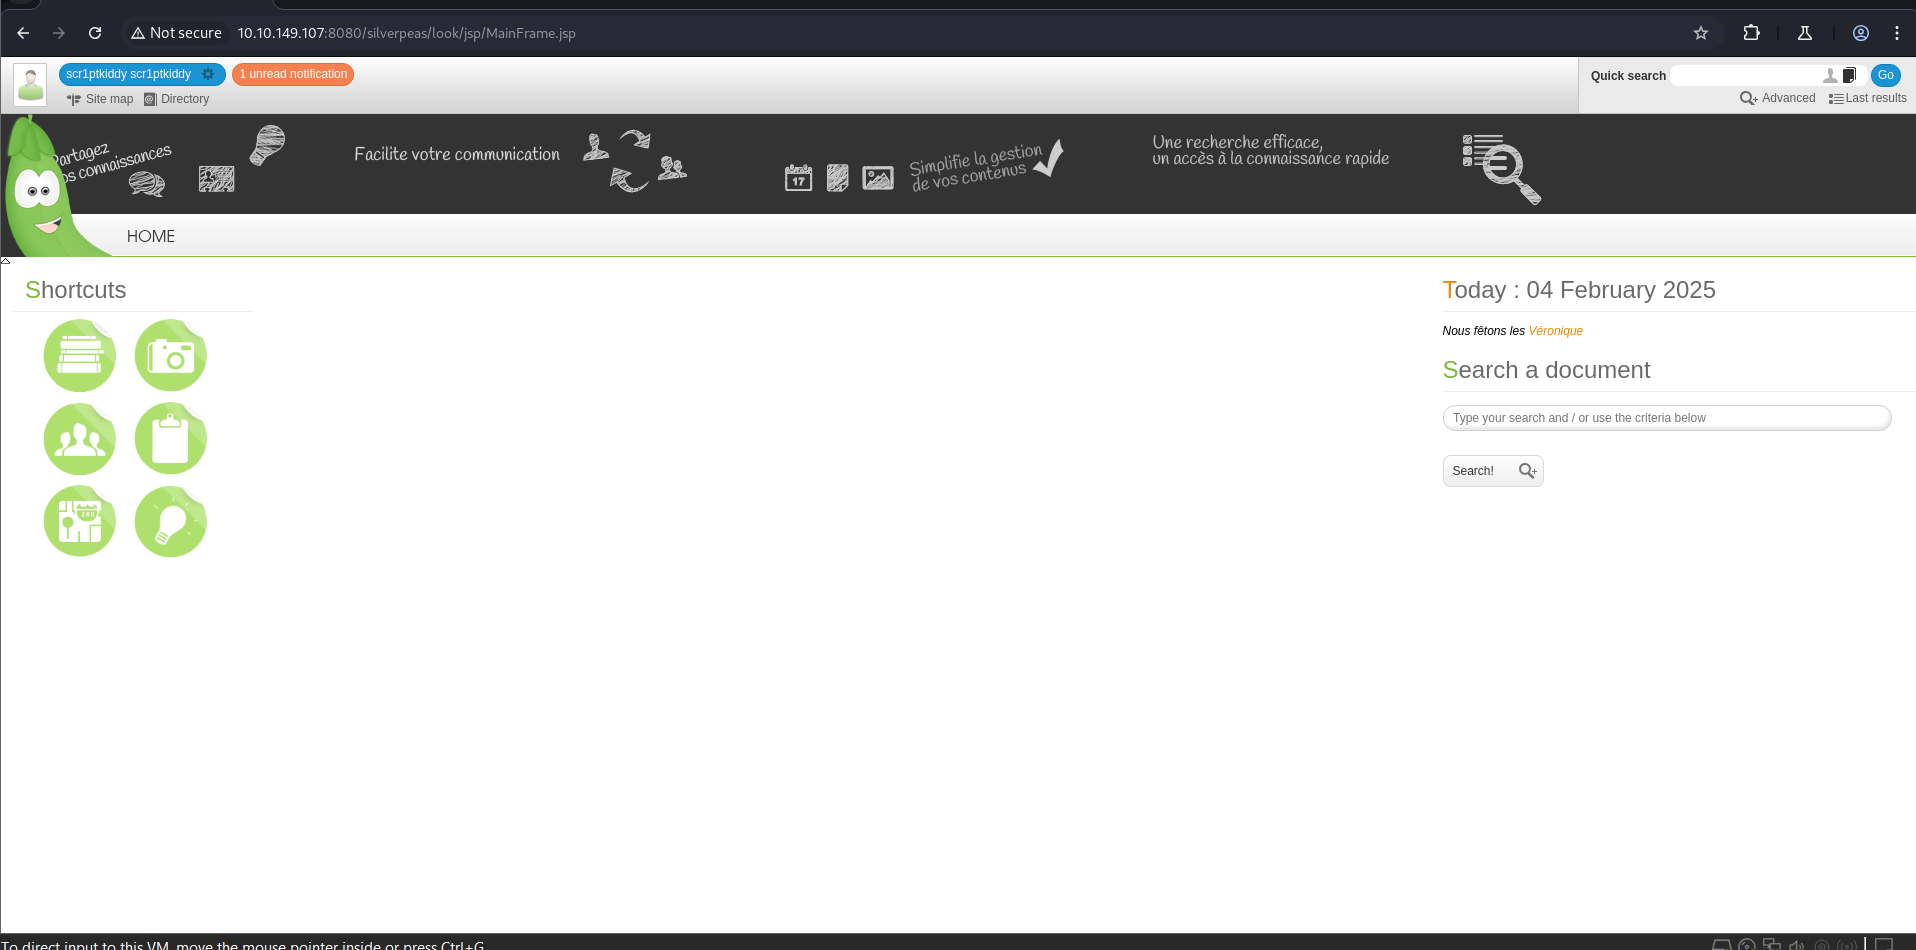 Not secure 10.10.149.107:8080/silverpeas/look/jsp/MainFrame.jsp
scr1ptkiddy scr1ptkiddy
1 unread notification
Site map
Directory
Quick search
Go
Advanced
Last results
Partagez
os connaissances
Facilite votre communication
17
Simplifie la gestion
de vos contenus
Une recherche efficace,
un accès à la connaissance rapide
HOME
Shortcuts
280
Today : 04 February 2025
Nous fêtons les Véronique
Search a document
Type your search and / or use the criteria below
Search!
To direct input to this VM, move the mouse pointer inside or press Ctrl+G.